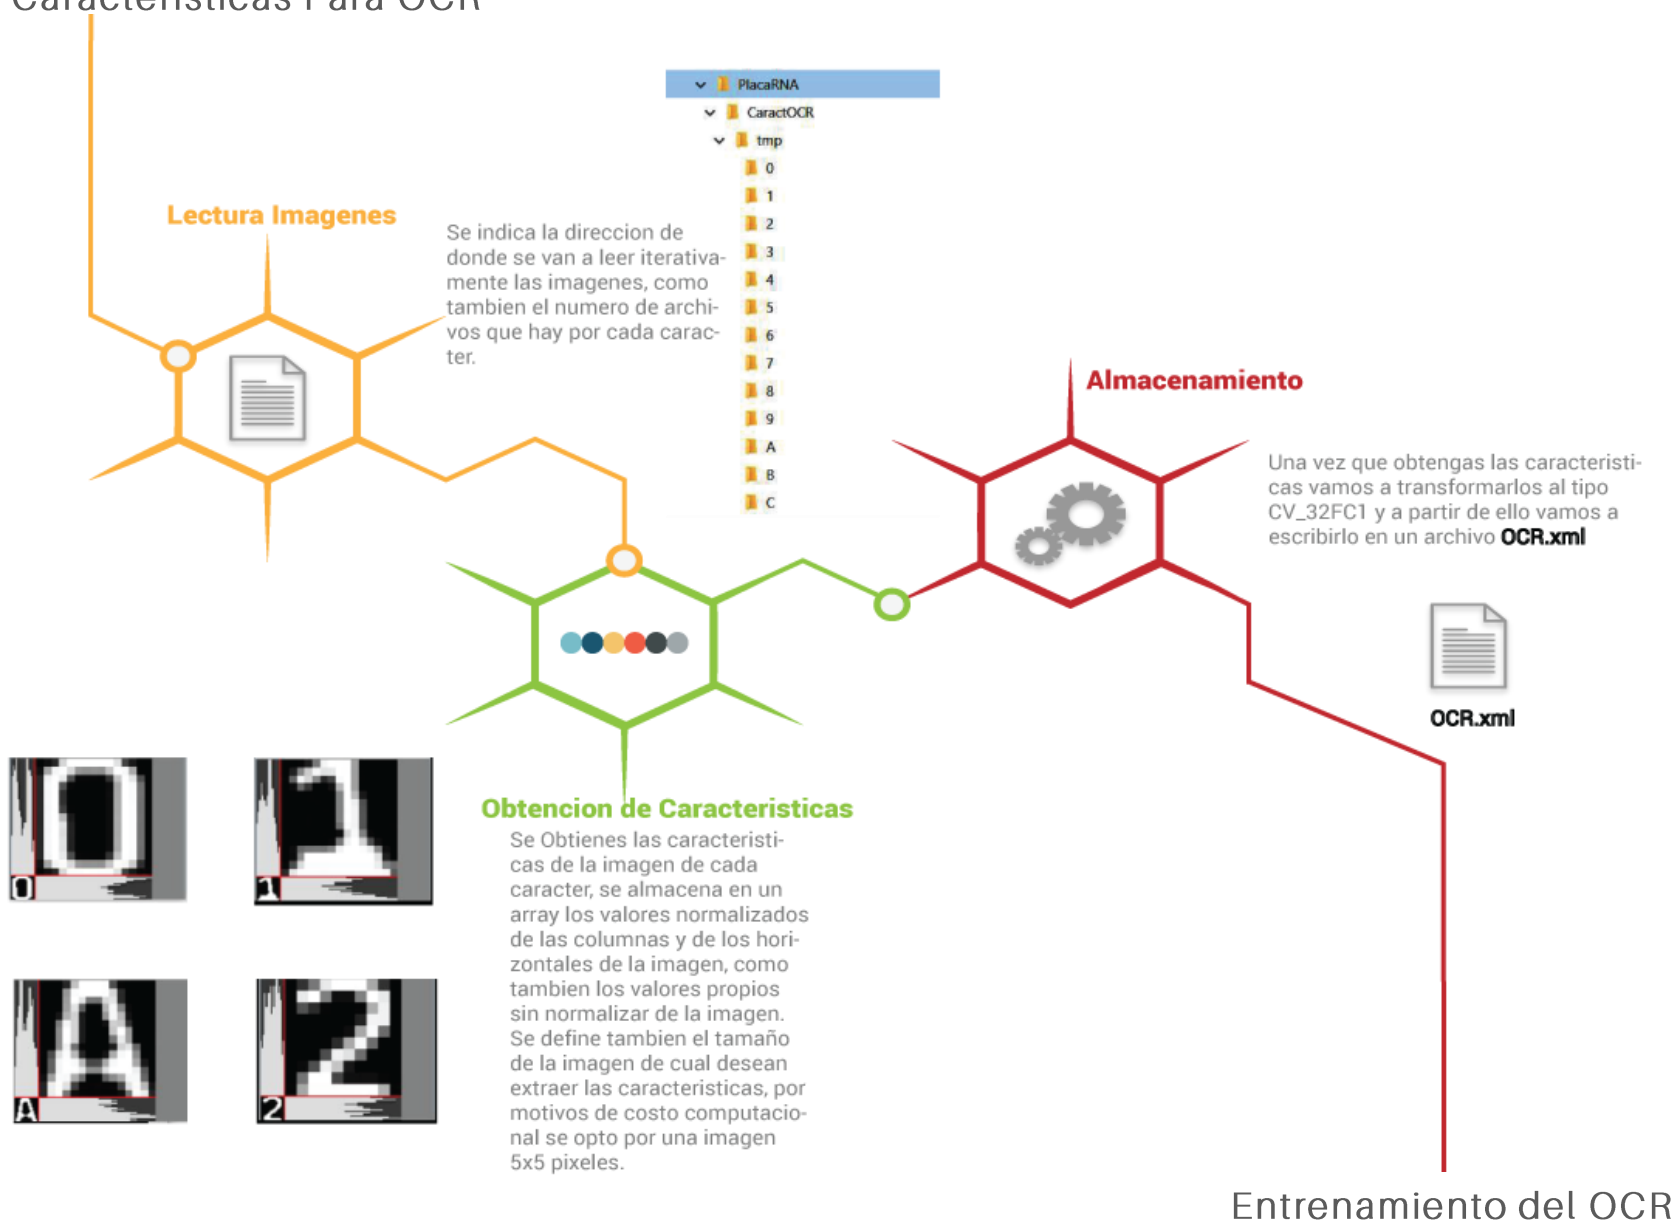 Caracteristicas Para OCR
PlacaRNA
CaractOCR
tmp
0
1
2
3
4
5
6
7
8
9
A
B
C
Lectura Imagenes
Se indica la direccion de
donde se van a leer iterativa-
mente las imagenes, como
tambien el numero de archi-
vos que hay por cada carac-
ter.
Almacenamiento
Una vez que obtengas las caracteristi-
cas vamos a transformarlos al tipo
CV_32FC1 y a partir de ello vamos a
escribirlo en un archivo OCR.xml
OCR.xml
0
0
1
1
A
A
2
2
Obtencion de Caracteristicas
Se Obtienes las caracteristi-
cas de la imagen de cada
caracter, se almacena en un
array los valores normalizados
de las columnas y de los hori-
zontales de la imagen, como
tambien los valores propios
sin normalizar de la imagen.
Se define tambien el tamaño
de la imagen de cual desean
extraer las caracteristicas, por
motivos de costo computacio-
nal se opto por una imagen
5x5 pixeles.
Entrenamiento del OCR